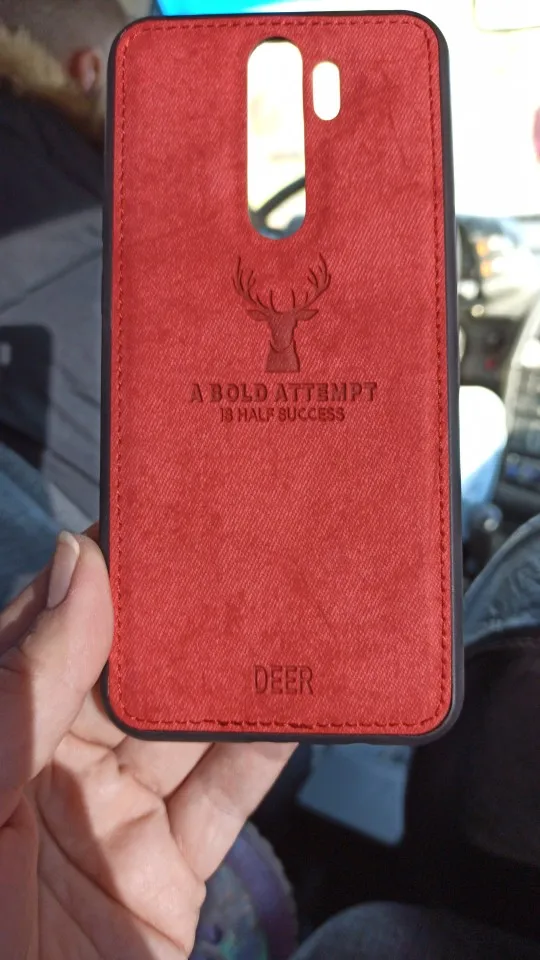 A BOLD ATTEMPT
IS HALF SUCCESS
DEER